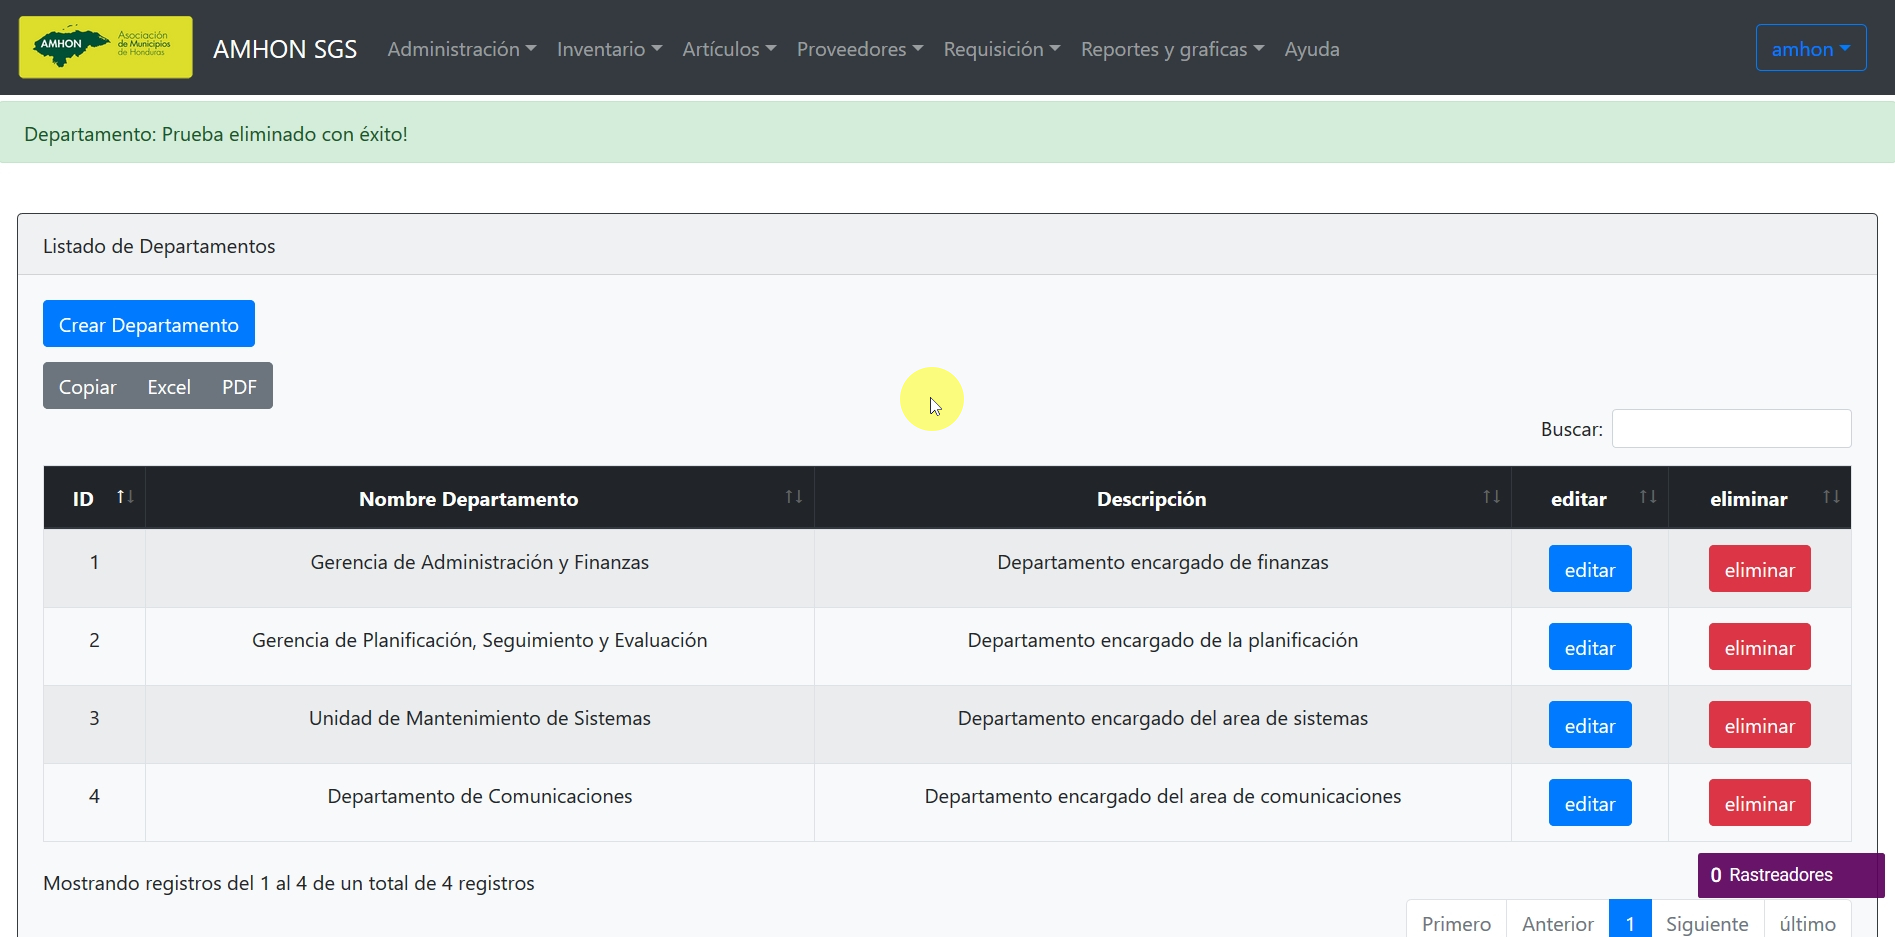 AMHON
Asociación
de Municipios
de Honduras
AMHON SGS Administración Inventario Artículos Proveedores Requisición Reportes y graficas Ayuda amhon
Departamento: Prueba eliminado con éxito!
Listado de Departamentos
Crear Departamento
Copiar Excel PDF
Buscar:
ID Nombre Departamento Descripción editar eliminar
1 Gerencia de Administración y Finanzas Departamento encargado de finanzas editar eliminar
2 Gerencia de Planificación, Seguimiento y Evaluación Departamento encargado de la planificación editar eliminar
3 Unidad de Mantenimiento de Sistemas Departamento encargado del area de sistemas editar eliminar
4 Departamento de Comunicaciones Departamento encargado del area de comunicaciones editar eliminar
Mostrando registros del 1 al 4 de un total de 4 registros
0 Rastreadores
Primero Anterior 1 Siguiente último